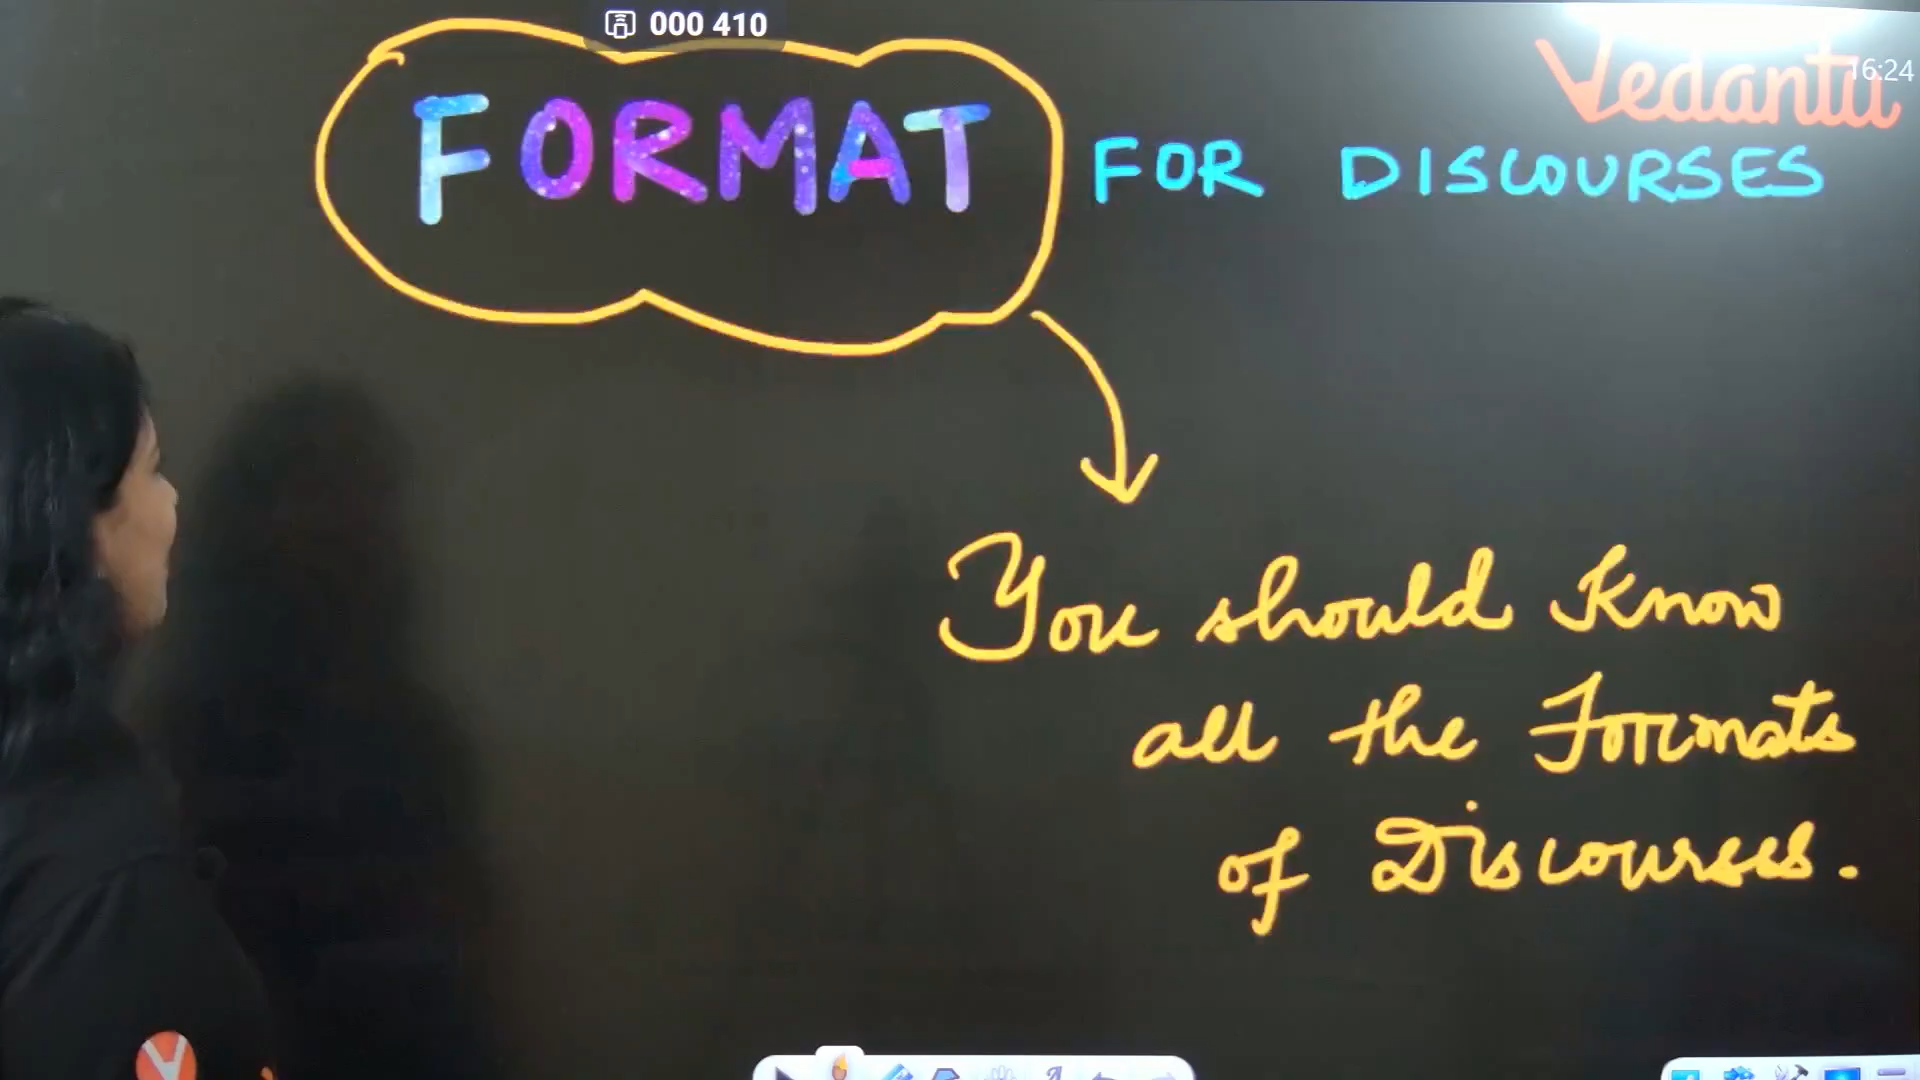 000 410
Vedantu
16:24
FORMAT FOR DISCOURSES
You should know
all the Formats
of Discourses.